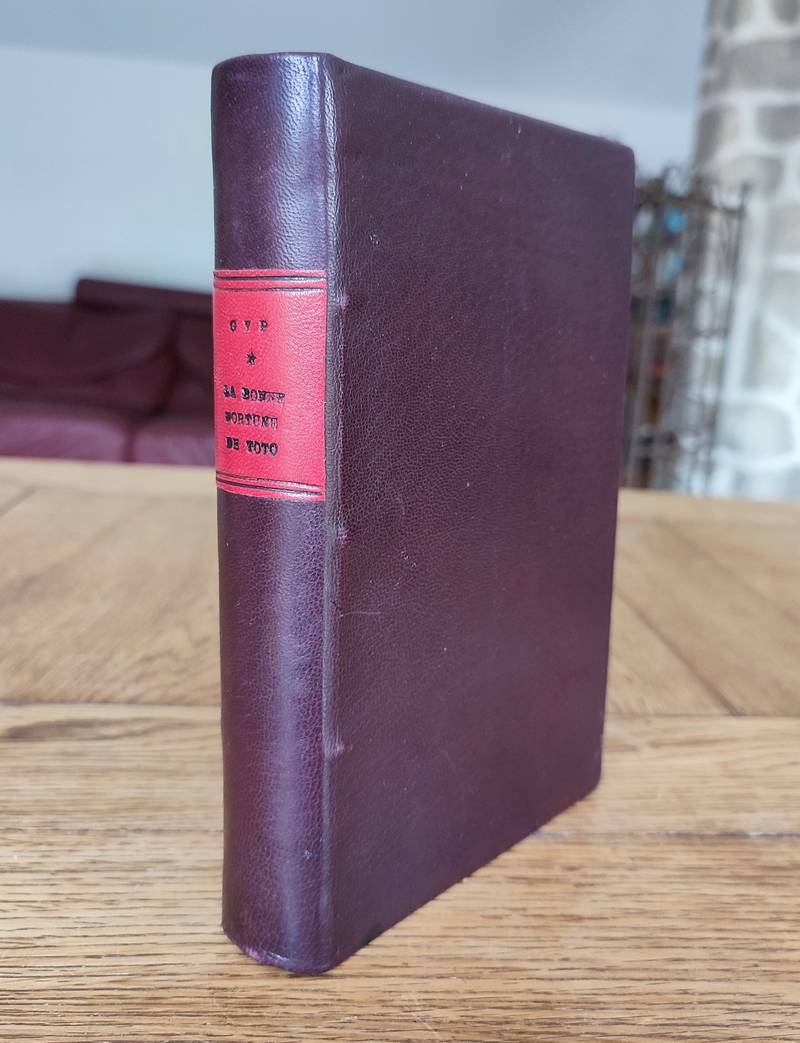 GYP
LA BONNE
FORTUNE
DE TOTO